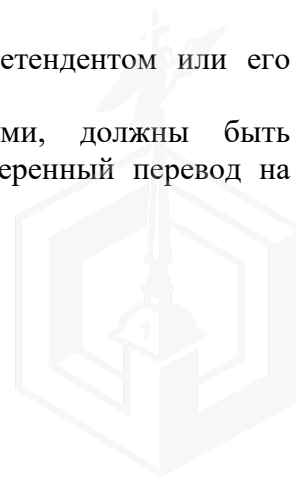 етендентом или его
ми, должны быть
еренный перевод на